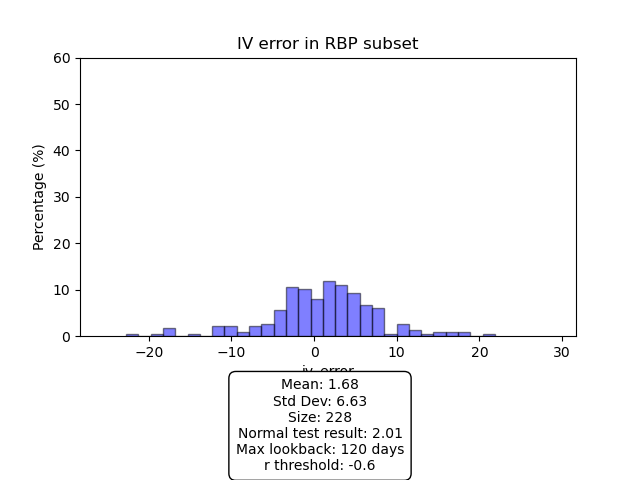 IV error in RBP subset
60
50
40
30
20
10
0
Percentage (%)
−20
−10
0
10
20
30
iv_error
Mean: 1.68
Std Dev: 6.63
Size: 228
Normal test result: 2.01
Max lookback: 120 days
r threshold: -0.6